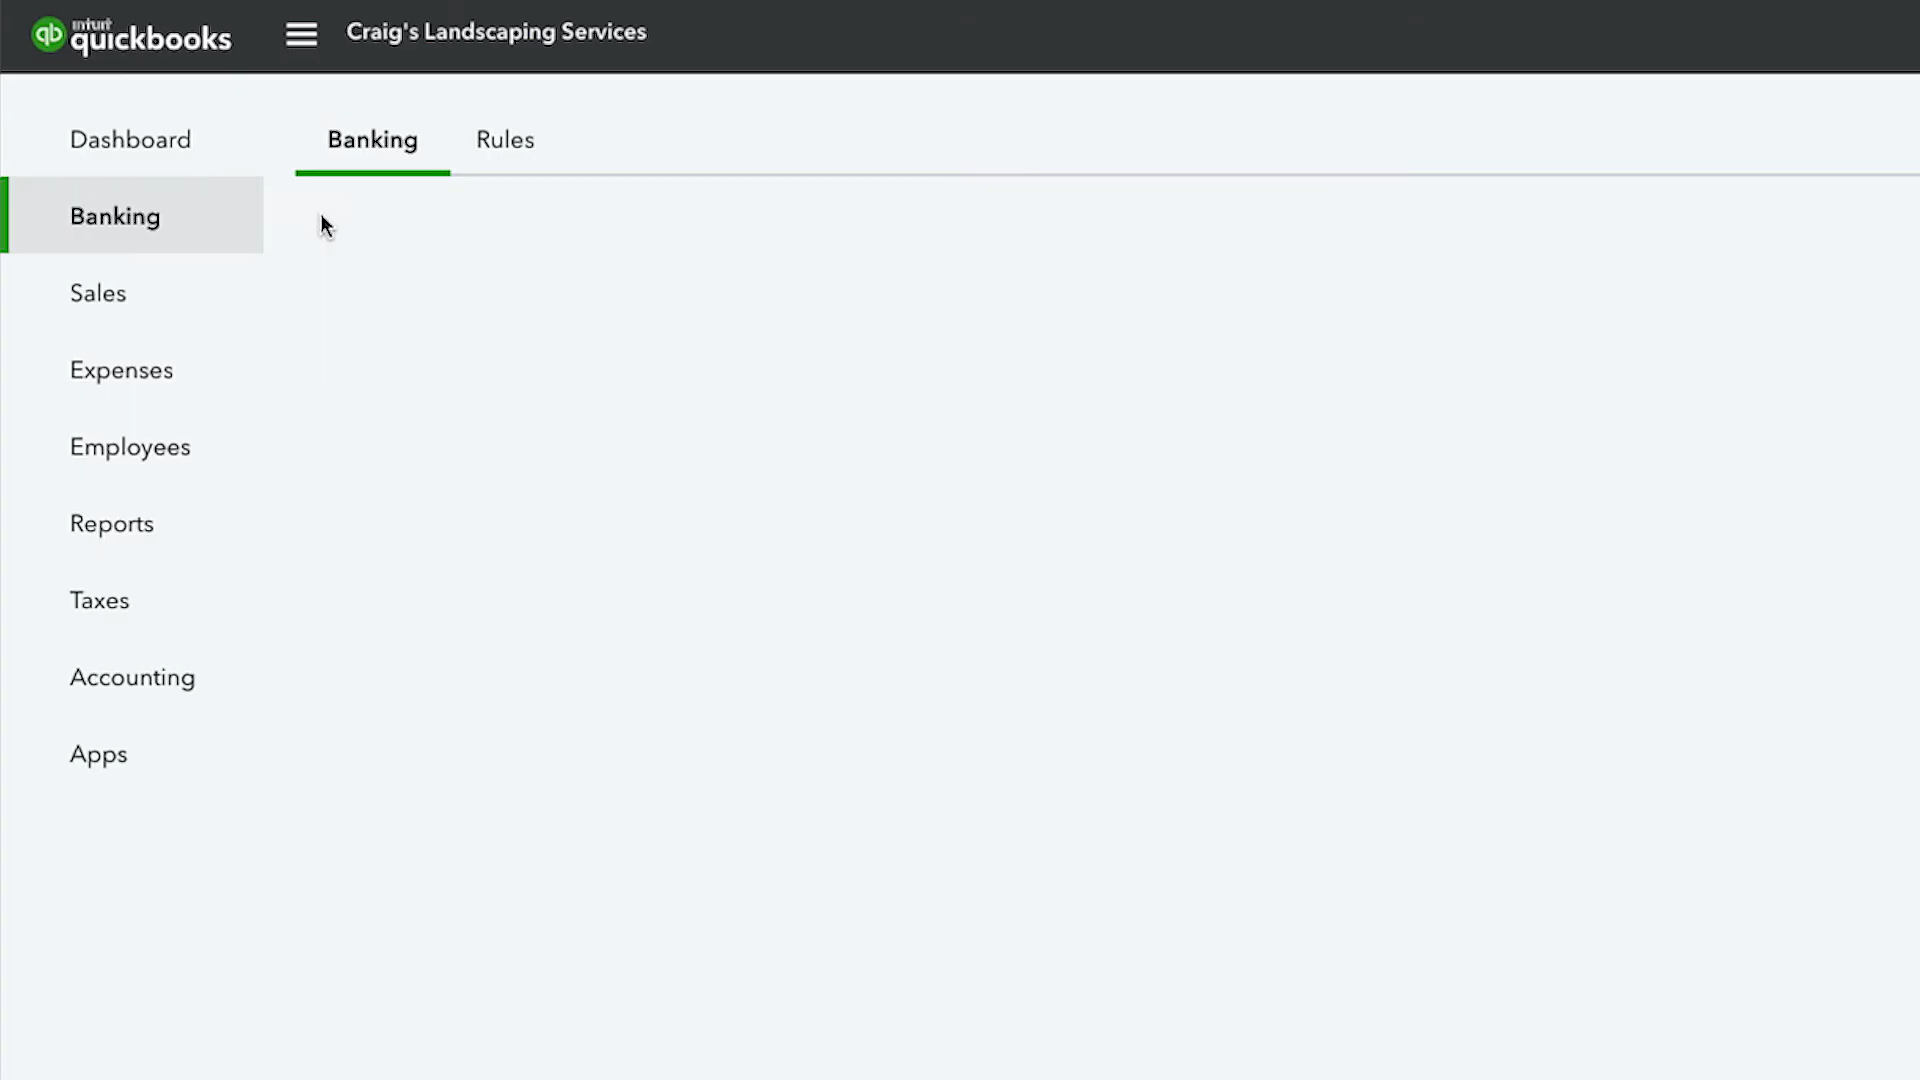 intuit
quickbooks
Craig's Landscaping Services
Dashboard
Banking
Rules
Banking
Sales
Expenses
Employees
Reports
Taxes
Accounting
Apps